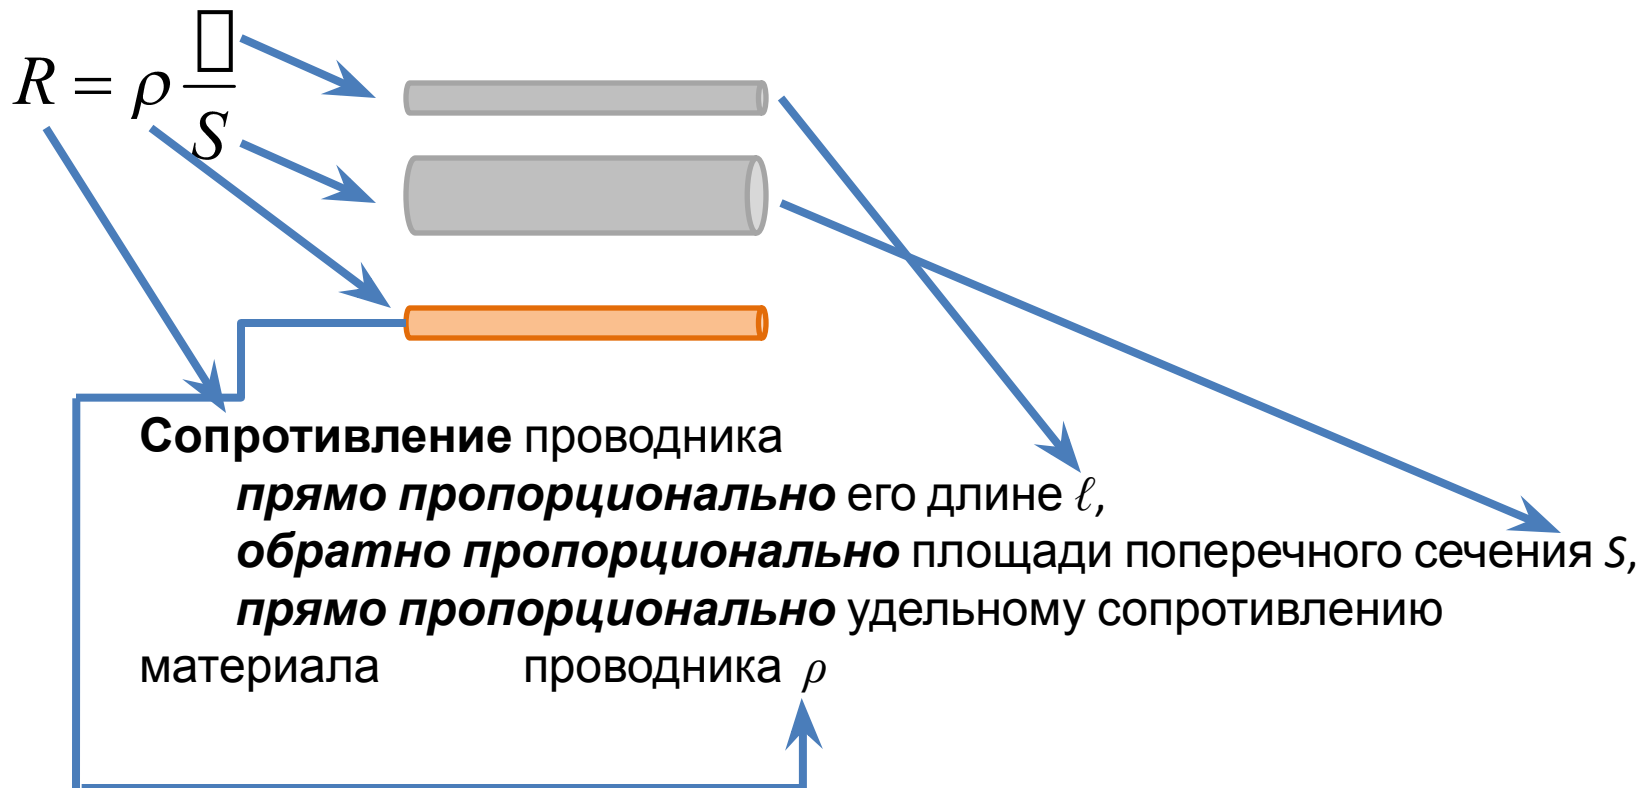 R = ρ □ / S
Сопротивление проводника
прямо пропорционально его длине ℓ,
обратно пропорционально площади поперечного сечения S,
прямо пропорционально удельному сопротивлению
материала проводника ρ